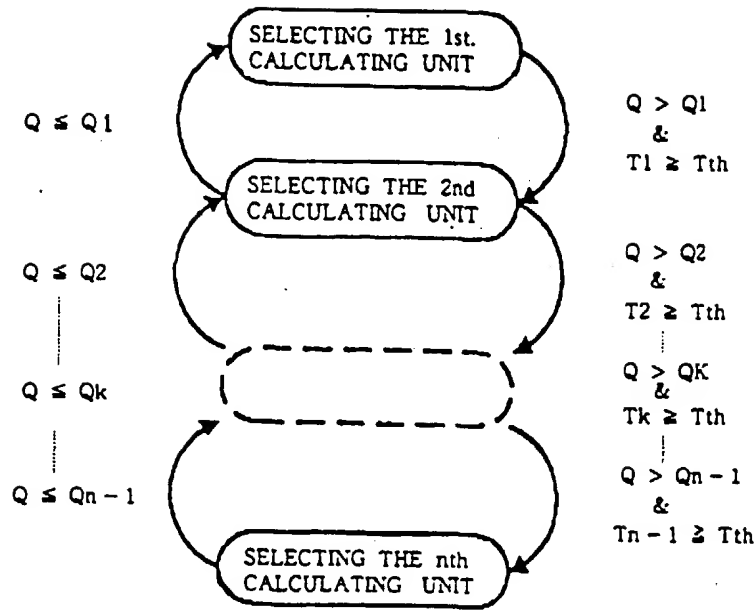 SELECTING THE 1st.
CALCULATING UNIT
Q ≦ Q1
Q > Q1
&
T1 ≧ Tth
SELECTING THE 2nd
CALCULATING UNIT
Q ≦ Q2
Q > Q2
&
T2 ≧ Tth
Q ≦ Qk
Q > QK
&
Tk ≧ Tth
Q ≦ Qn-1
Q > Qn-1
&
Tn-1 ≧ Tth
SELECTING THE nth
CALCULATING UNIT